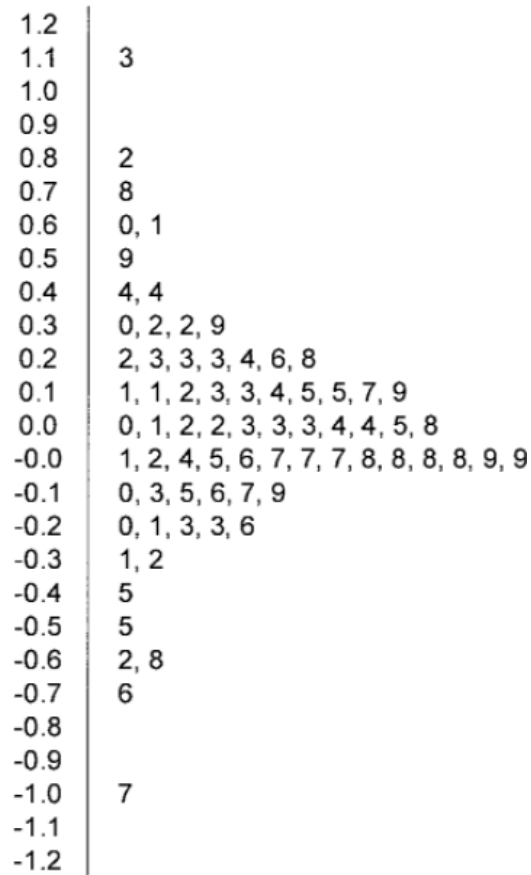 1.2
1.1 3
1.0
0.9
0.8 2
0.7 8
0.6 0, 1
0.5 9
0.4 4, 4
0.3 0, 2, 2, 9
0.2 2, 3, 3, 3, 4, 6, 8
0.1 1, 1, 2, 3, 3, 4, 5, 5, 7, 9
0.0 0, 1, 2, 2, 3, 3, 3, 4, 4, 5, 8
-0.0 1, 2, 4, 5, 6, 7, 7, 7, 8, 8, 8, 8, 9, 9
-0.1 0, 3, 5, 6, 7, 9
-0.2 0, 1, 3, 3, 6
-0.3 1, 2
-0.4 5
-0.5 5
-0.6 2, 8
-0.7 6
-0.8
-0.9
-1.0 7
-1.1
-1.2